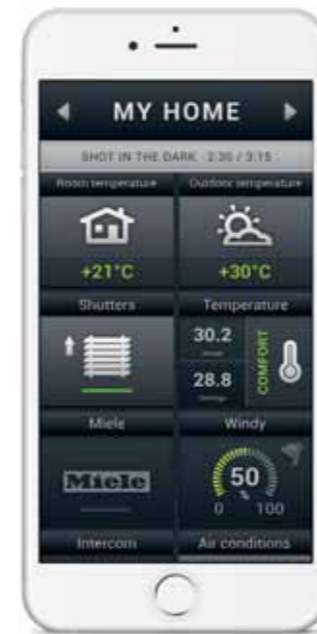 MY HOME
SHOT IN THE DARK 2:30 / 3:15
Room temperature
Outdoor temperature
+21°C
+30°C
Shutters
Temperature
30.2
28.8
COMFORT
Miele
Windy
Miele
50
%
0 100
Intercom
Air conditions